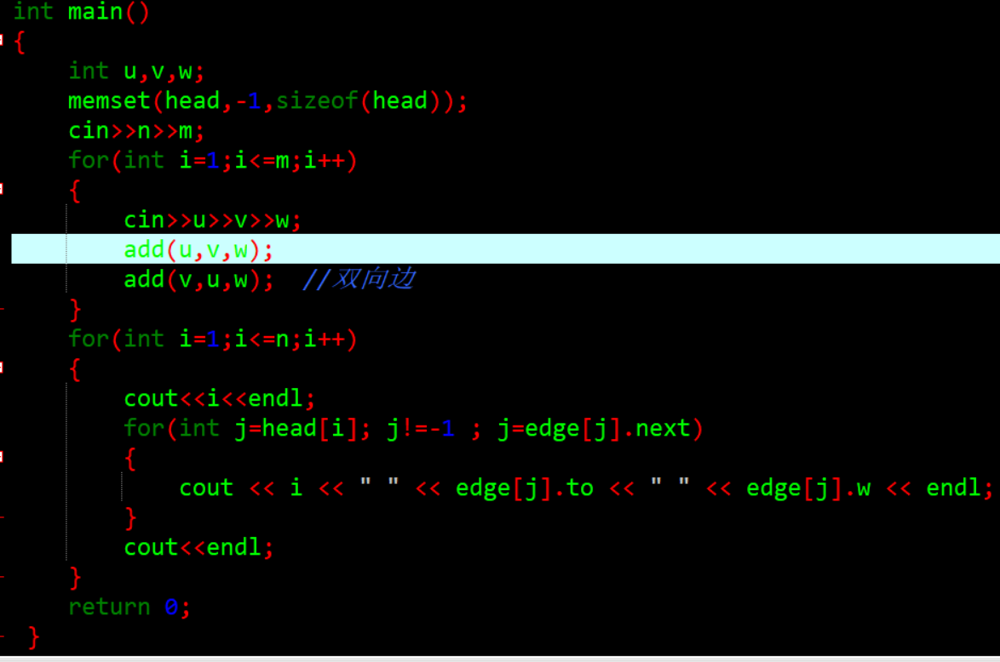 int main()
{
    int u,v,w;
    memset(head,-1,sizeof(head));
    cin>>n>>m;
    for(int i=1;i<=m;i++)
    {
        cin>>u>>v>>w;
        add(u,v,w);
        add(v,u,w);  //双向边
    }
    for(int i=1;i<=n;i++)
    {
        cout<<i<<endl;
        for(int j=head[i]; j!=-1 ; j=edge[j].next)
        {
            cout << i << " " << edge[j].to << " " << edge[j].w << endl;
        }
        cout<<endl;
    }
    return 0;
}